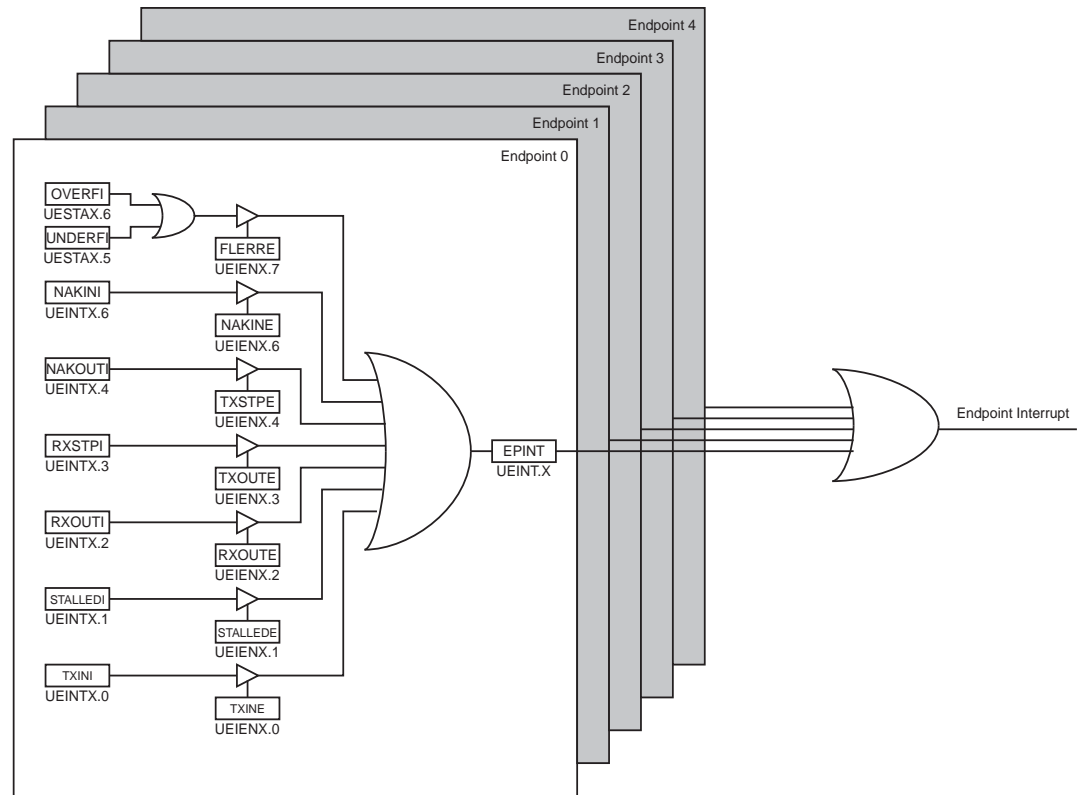 Endpoint 4
Endpoint 3
Endpoint 2
Endpoint 1
Endpoint 0
OVERFI
UESTAX.6
UNDERFI
UESTAX.5
FLERRE
UEIENX.7
NAKINI
UEINTX.6
NAKINE
UEIENX.6
NAKOUTI
UEINTX.4
TXSTPE
UEIENX.4
RXSTPI
UEINTX.3
TXOUTE
UEIENX.3
RXOUTI
UEINTX.2
RXOUTE
UEIENX.2
STALLEDI
UEINTX.1
STALLEDE
UEIENX.1
TXINI
UEINTX.0
TXINE
UEIENX.0
EPINT
UEINT.X
Endpoint Interrupt